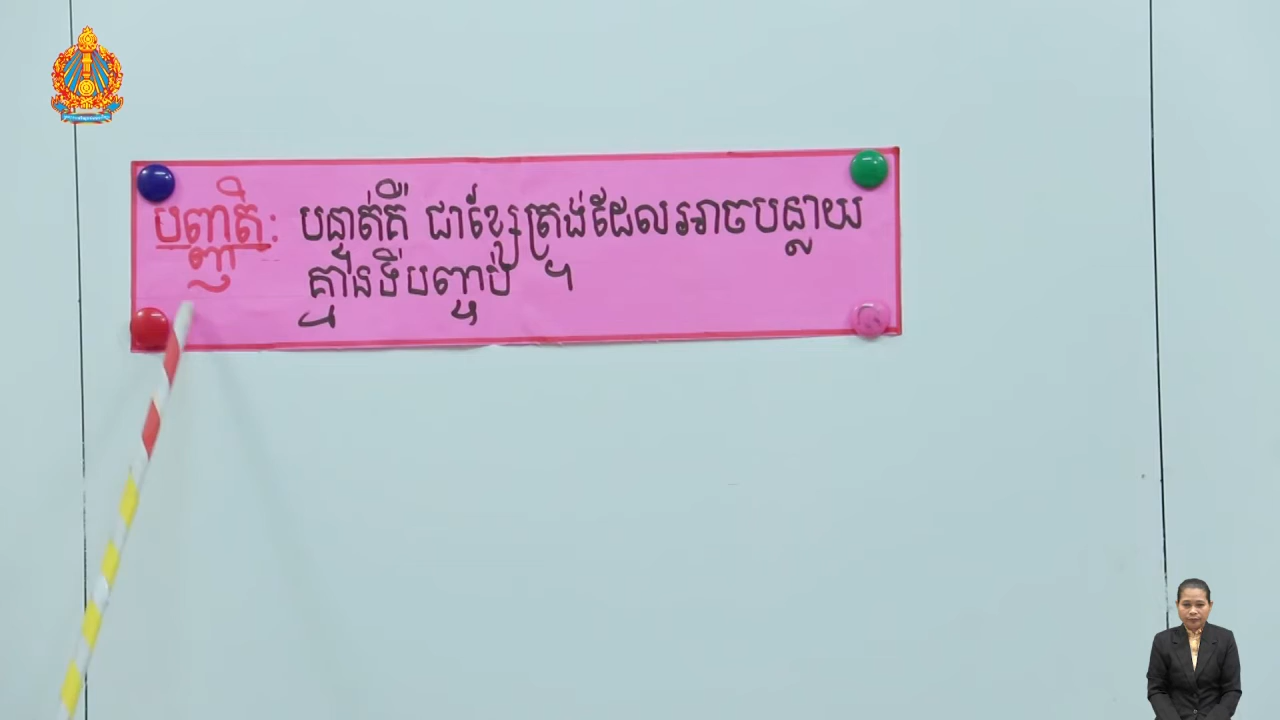 បញ្ញត្តិ: បន្ទាត់គឺ ជាខ្សែត្រង់ដែលអាចបន្លាយ
គ្មានទីបញ្ចប់ ។